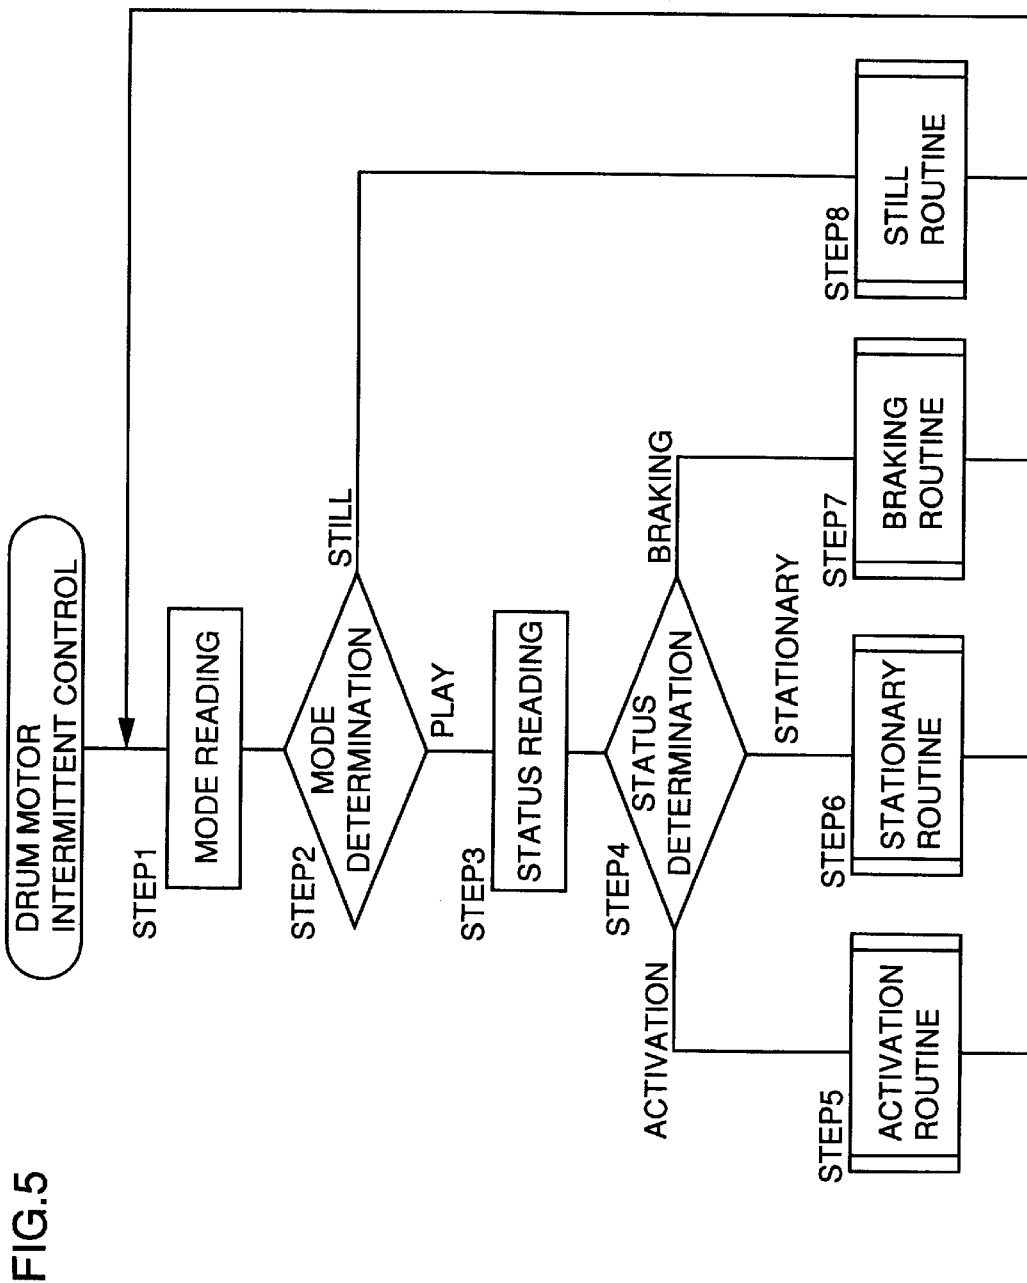 FIG.5
DRUM MOTOR
INTERMITTENT CONTROL
STEP1
MODE READING
STEP2
MODE
DETERMINATION
STILL
PLAY
STEP3
STATUS READING
STEP4
STATUS
DETERMINATION
ACTIVATION
STATIONARY
BRAKING
STEP5
ACTIVATION
ROUTINE
STEP6
STATIONARY
ROUTINE
STEP7
BRAKING
ROUTINE
STEP8
STILL
ROUTINE